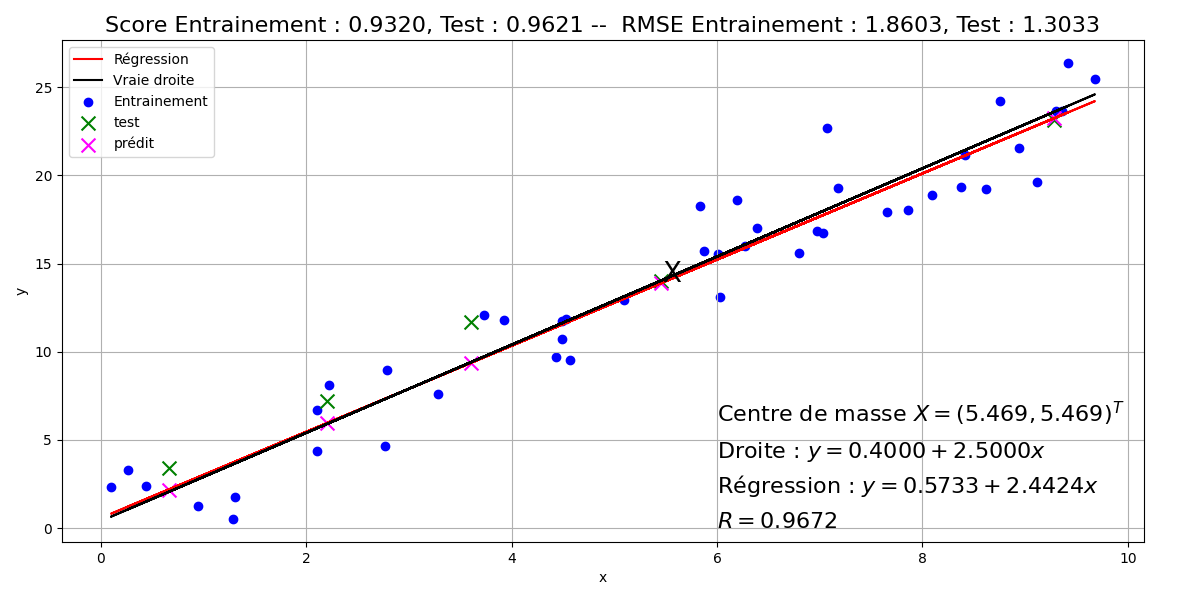 Score Entrainement : 0.9320, Test : 0.9621 --  RMSE Entrainement : 1.8603, Test : 1.3033
Régression
Vraie droite
Entrainement
test
prédit
25
20
15
10
5
0
y
X
Centre de masse X = (5.469, 5.469)^T
Droite : y = 0.4000 + 2.5000x
Régression : y = 0.5733 + 2.4424x
R = 0.9672
0 2 4 6 8 10
x